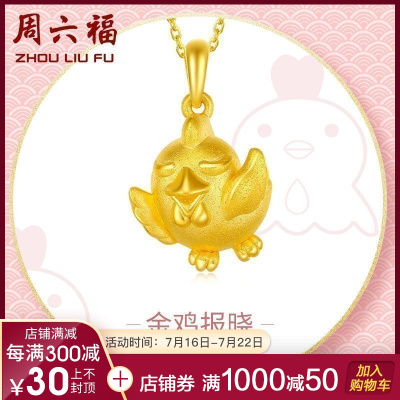 周六福
ZHOU LIU FU
金鸡报晓
活动时间：7月16日-7月22日
店铺满减
每满300减
¥30上不封顶
+
店铺券 满1000减50
加入购物车